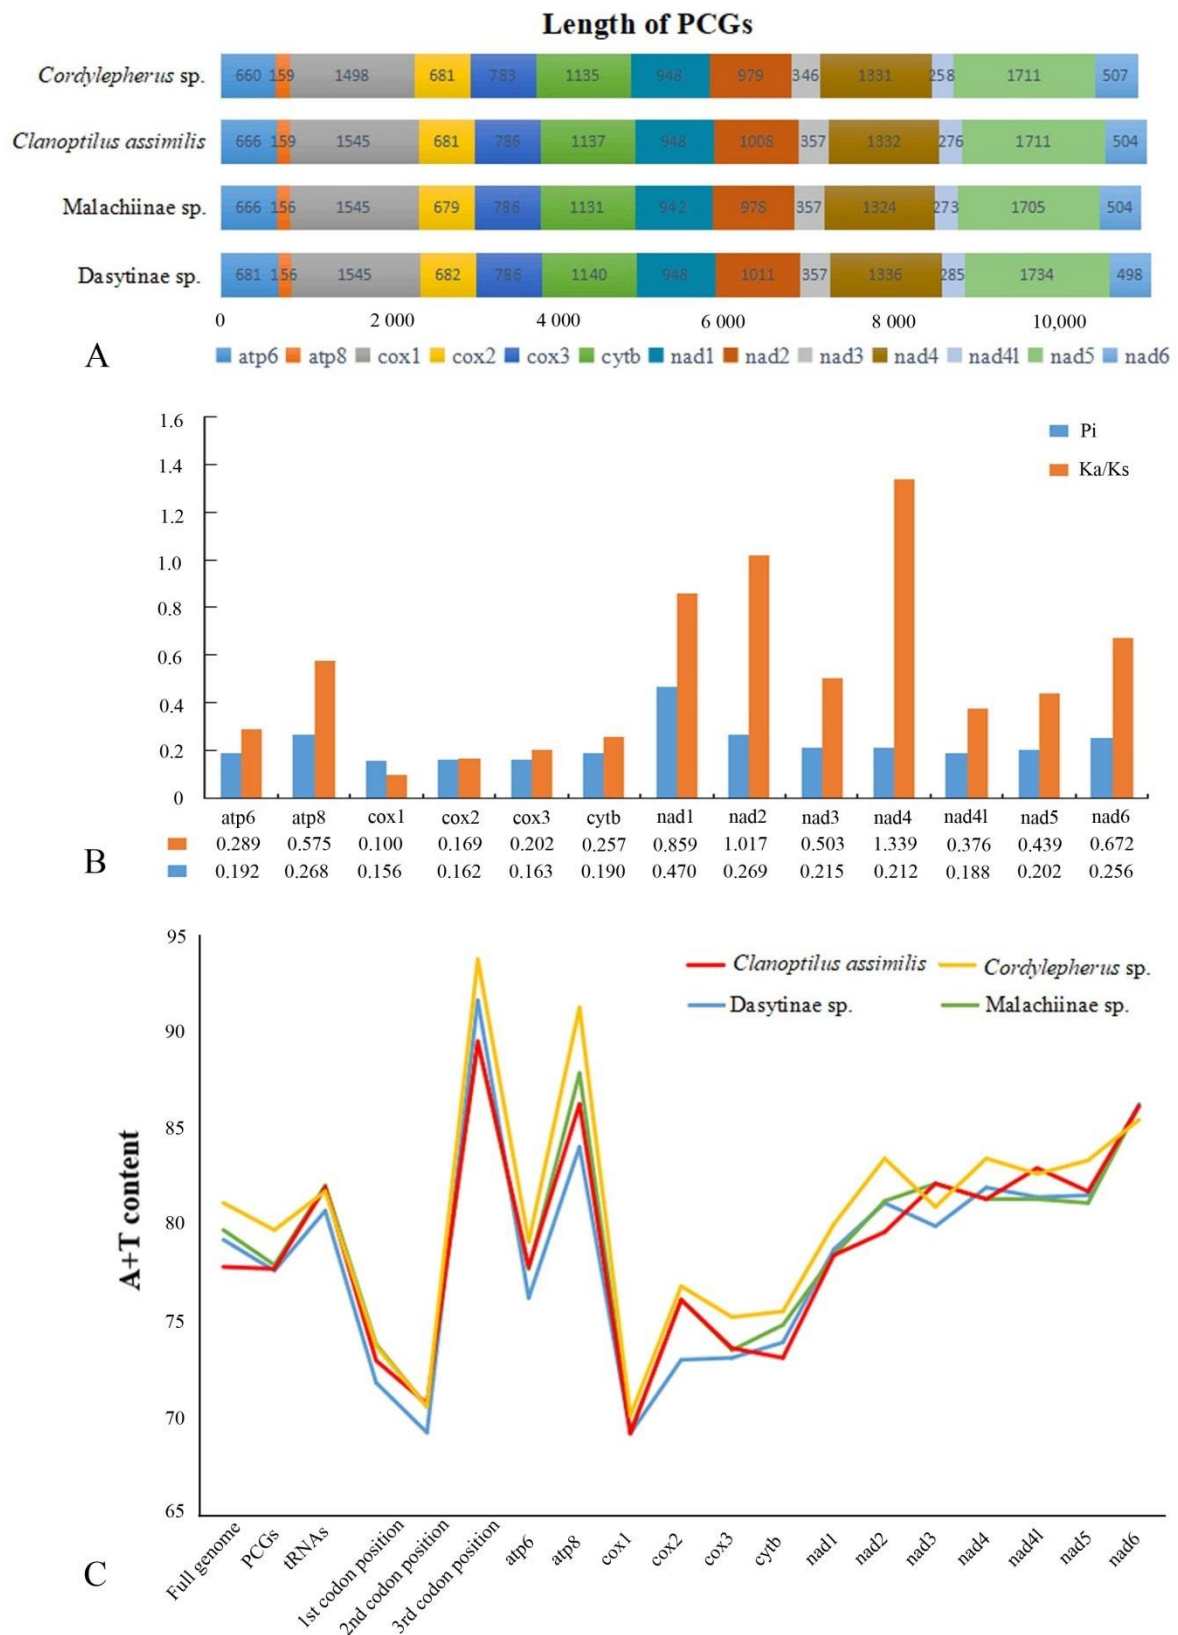 Length of PCGs
Cordylepherus sp. 660 159 1498 681 783 1135 948 979 346 1331 258 1711 507
Clanoptilus assimilis 666 159 1545 681 786 1137 948 1008 357 1332 276 1711 504
Malachiinae sp. 666 156 1545 679 786 1131 942 978 357 1324 273 1705 504
Dasytinae sp. 681 156 1545 682 786 1140 948 1011 357 1336 285 1734 498
0 2 000 4 000 6 000 8 000 10,000
A
atp6 atp8 cox1 cox2 cox3 cytb nad1 nad2 nad3 nad4 nad4l nad5 nad6
1.6
Pi
1.4
Ka/Ks
1.2
1.0
0.8
0.6
0.4
0.2
0
atp6 atp8 cox1 cox2 cox3 cytb nad1 nad2 nad3 nad4 nad4l nad5 nad6
0.289 0.575 0.100 0.169 0.202 0.257 0.859 1.017 0.503 1.339 0.376 0.439 0.672
B
0.192 0.268 0.156 0.162 0.163 0.190 0.470 0.269 0.215 0.212 0.188 0.202 0.256
95
Clanoptilus assimilis Cordylepherus sp.
Dasytinae sp. Malachiinae sp.
90
85
80
75
70
65
A+T content
Full genome PCGs tRNAs 1st codon position 2nd codon position 3rd codon position atp6 atp8 cox1 cox2 cox3 cytb nad1 nad2 nad3 nad4 nad4l nad5 nad6
C